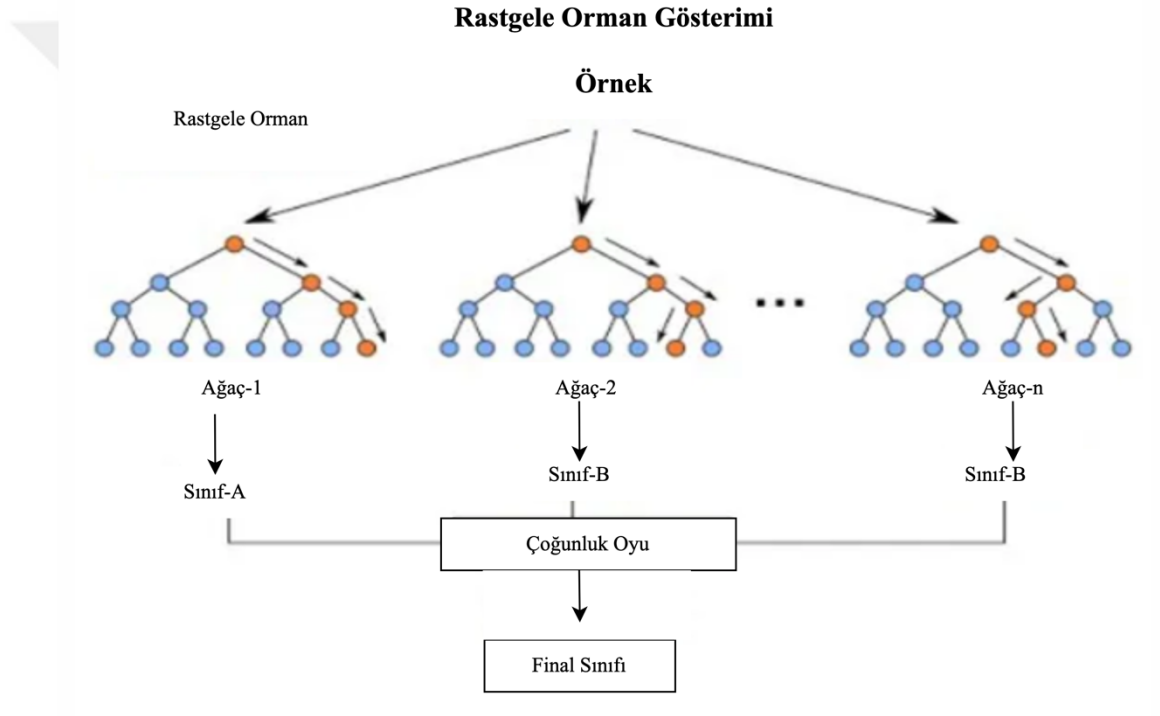 Rastgele Orman Gösterimi
Örnek
Rastgele Orman
Ağaç-1
Ağaç-2
Ağaç-n
Sınıf-A
Sınıf-B
Sınıf-B
Çoğunluk Oyu
Final Sınıfı